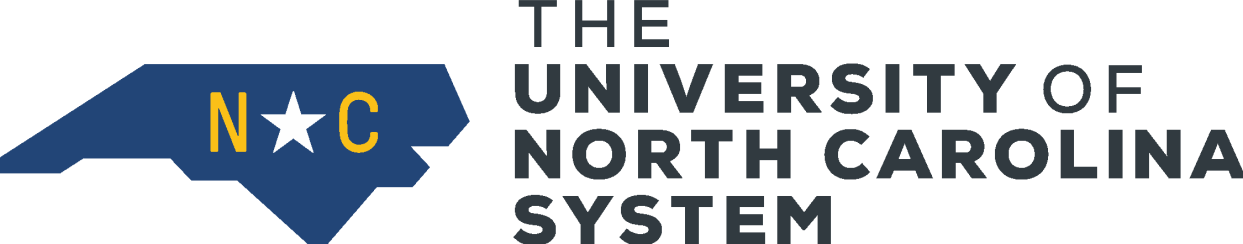 N★C
THE
UNIVERSITY OF
NORTH CAROLINA
SYSTEM